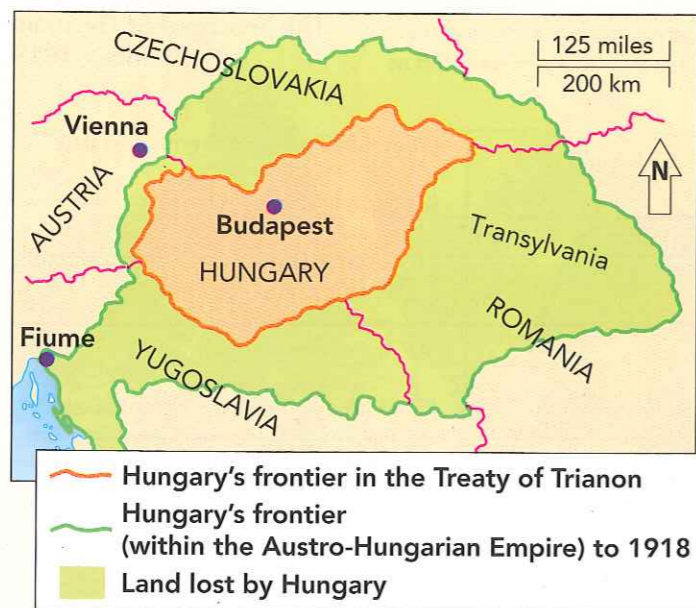 CZECHOSLOVAKIA
125 miles
200 km
Vienna
N
AUSTRIA
Budapest
HUNGARY
Transylvania
ROMANIA
Fiume
YUGOSLAVIA
Hungary's frontier in the Treaty of Trianon
Hungary's frontier
(within the Austro-Hungarian Empire) to 1918
Land lost by Hungary